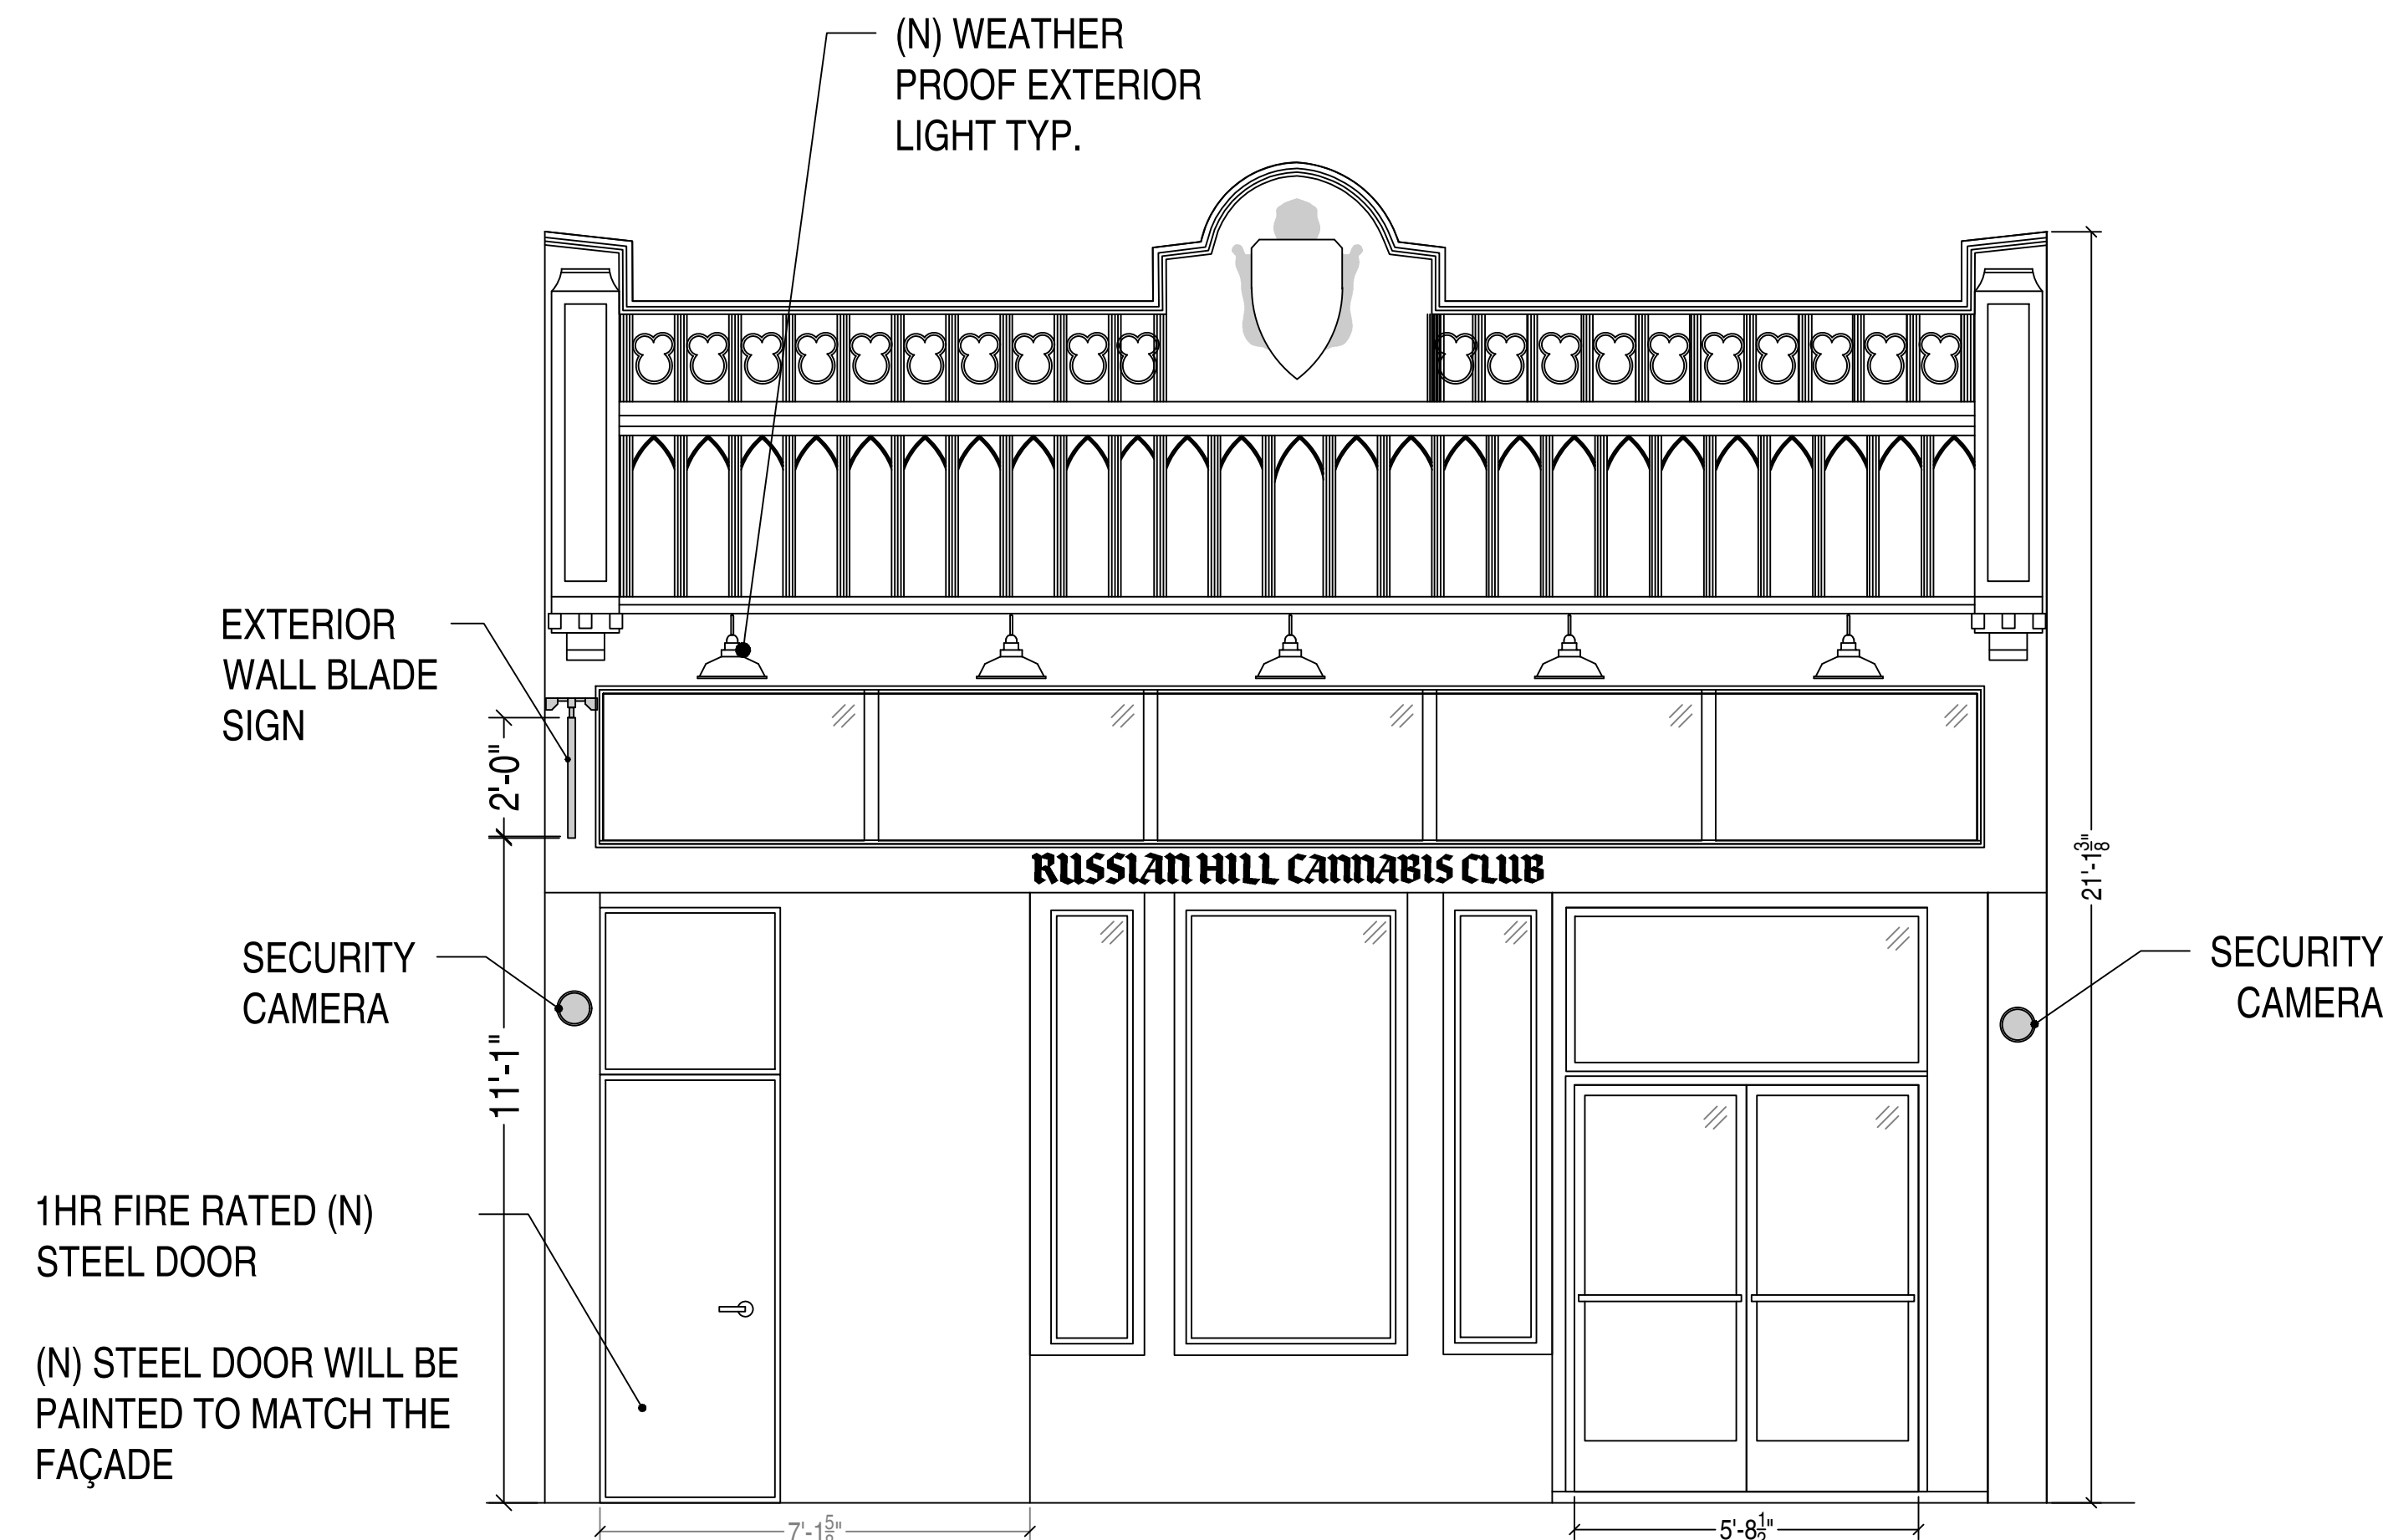 (N) WEATHER
PROOF EXTERIOR
LIGHT TYP.
EXTERIOR
WALL BLADE
SIGN
2'-0"
RUSSIAN HILL CANNABIS CLUB
21'-1 3/8"
SECURITY
CAMERA
SECURITY
CAMERA
11'-1"
1HR FIRE RATED (N)
STEEL DOOR
(N) STEEL DOOR WILL BE
PAINTED TO MATCH THE
FAÇADE
7'-1 5/8"
5'-8 1/2"